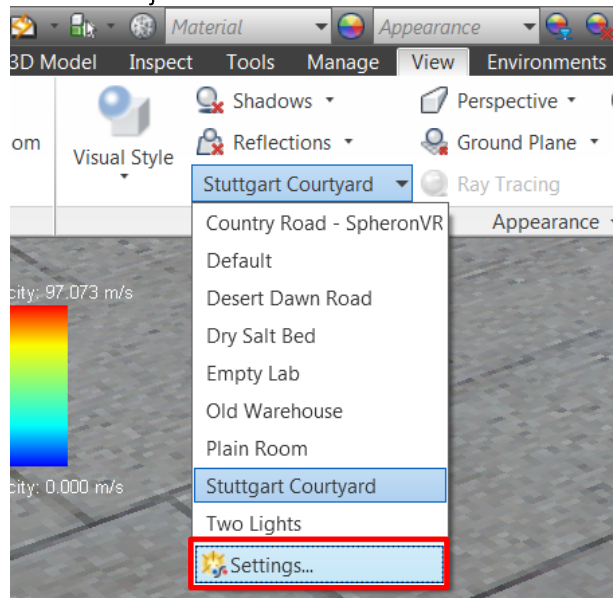 Material Appearance
3D Model Inspect Tools Manage View Environments
Shadows Perspective
om Visual Style Reflections Ground Plane
Stuttgart Courtyard Ray Tracing
Country Road - SpheronVR Appearance
Default
city: 97.073 m/s
Desert Dawn Road
Dry Salt Bed
Empty Lab
Old Warehouse
Plain Room
city: 0.000 m/s Stuttgart Courtyard
Two Lights
Settings...